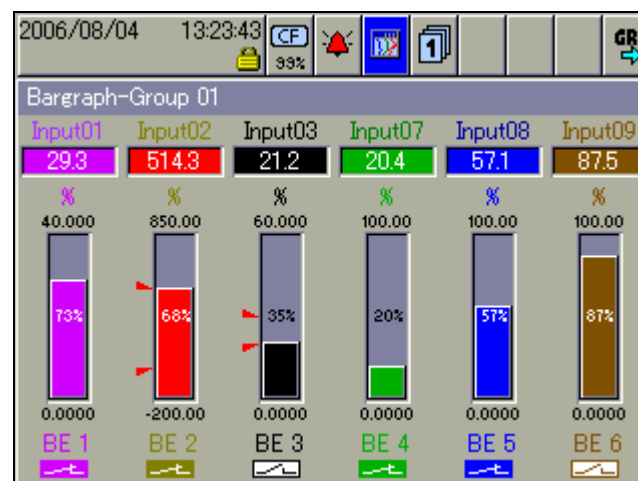 2006/08/04 13:23:43 CF 99% 1 GR
Bargraph-Group 01
Input01 Input02 Input03 Input07 Input08 Input09
29.3 514.3 21.2 20.4 57.1 87.5
% % % % % %
40.000 850.00 60.000 100.00 100.00 100.00
73% 68% 35% 20% 57% 87%
0.0000 -200.00 0.0000 0.0000 0.0000 0.0000
BE 1 BE 2 BE 3 BE 4 BE 5 BE 6